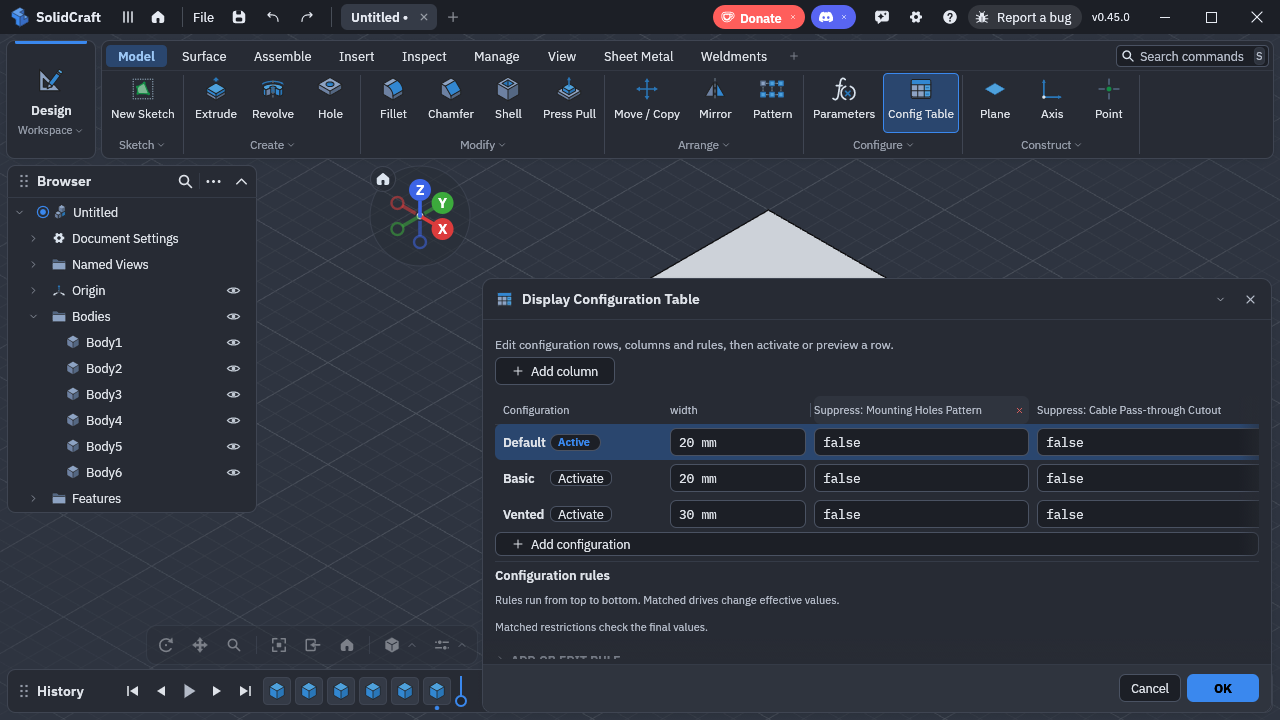 SolidCraft
File
Untitled •
Donate
Report a bug
v0.45.0
Design
Workspace
Model
Surface
Assemble
Insert
Inspect
Manage
View
Sheet Metal
Weldments
Search commands
S
New Sketch
Extrude
Revolve
Hole
Fillet
Chamfer
Shell
Press Pull
Move / Copy
Mirror
Pattern
Parameters
Config Table
Plane
Axis
Point
Sketch
Create
Modify
Arrange
Configure
Construct
Browser
Untitled
Document Settings
Named Views
Origin
Bodies
Body1
Body2
Body3
Body4
Body5
Body6
Features
Z
Y
X
Display Configuration Table
Edit configuration rows, columns and rules, then activate or preview a row.
Add column
Configuration width Suppress: Mounting Holes Pattern Suppress: Cable Pass-through Cutout
Default Active 20 mm false false
Basic Activate 20 mm false false
Vented Activate 30 mm false false
Add configuration
Configuration rules
Rules run from top to bottom. Matched drives change effective values.
Matched restrictions check the final values.
ADD OR EDIT RULE
Cancel
OK
History